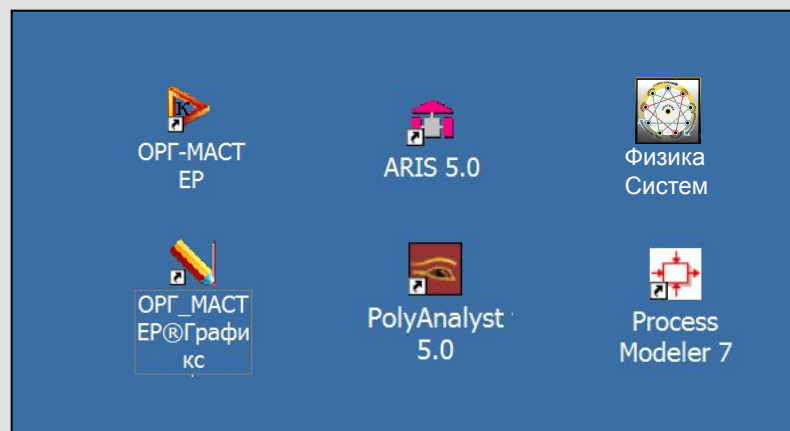 ОРГ-МАСТ
ЕР
ARIS 5.0
Физика
Систем
ОРГ_МАСТ
ЕР®Графи
кс
PolyAnalyst
5.0
Process
Modeler 7